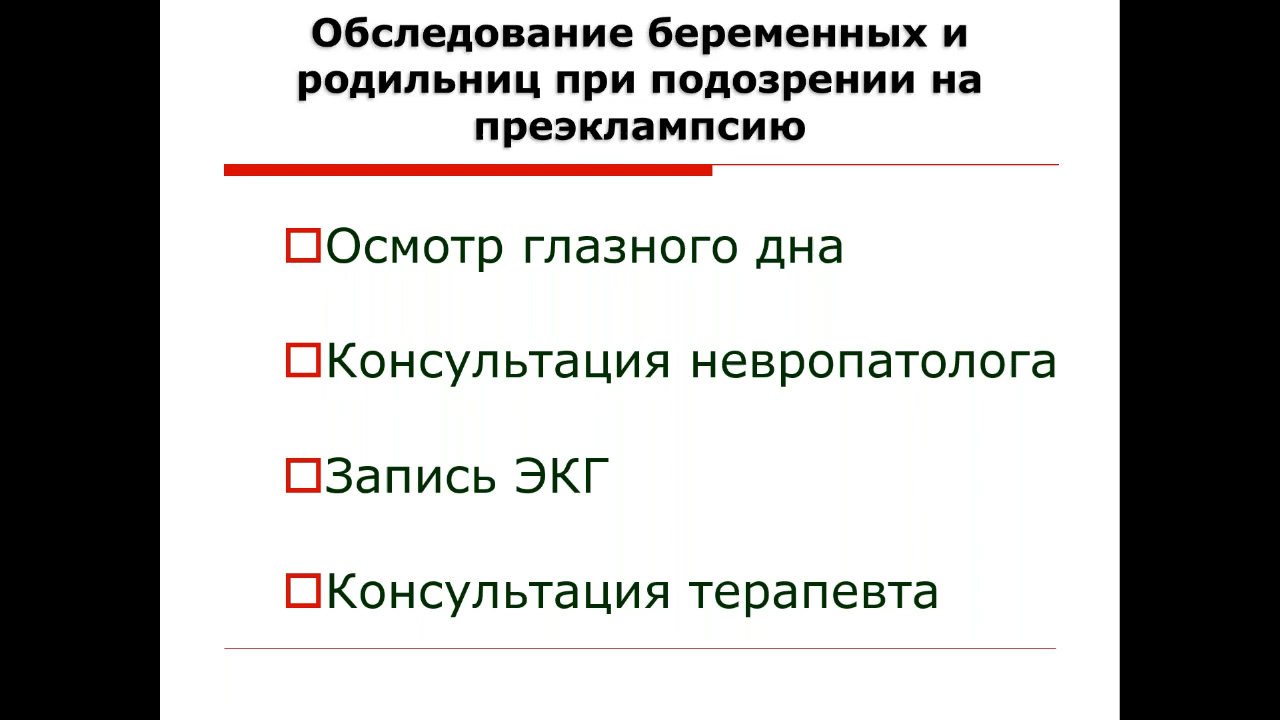 Обследование беременных и
родильниц при подозрении на
преэклампсию
Осмотр глазного дна
Консультация невропатолога
Запись ЭКГ
Консультация терапевта